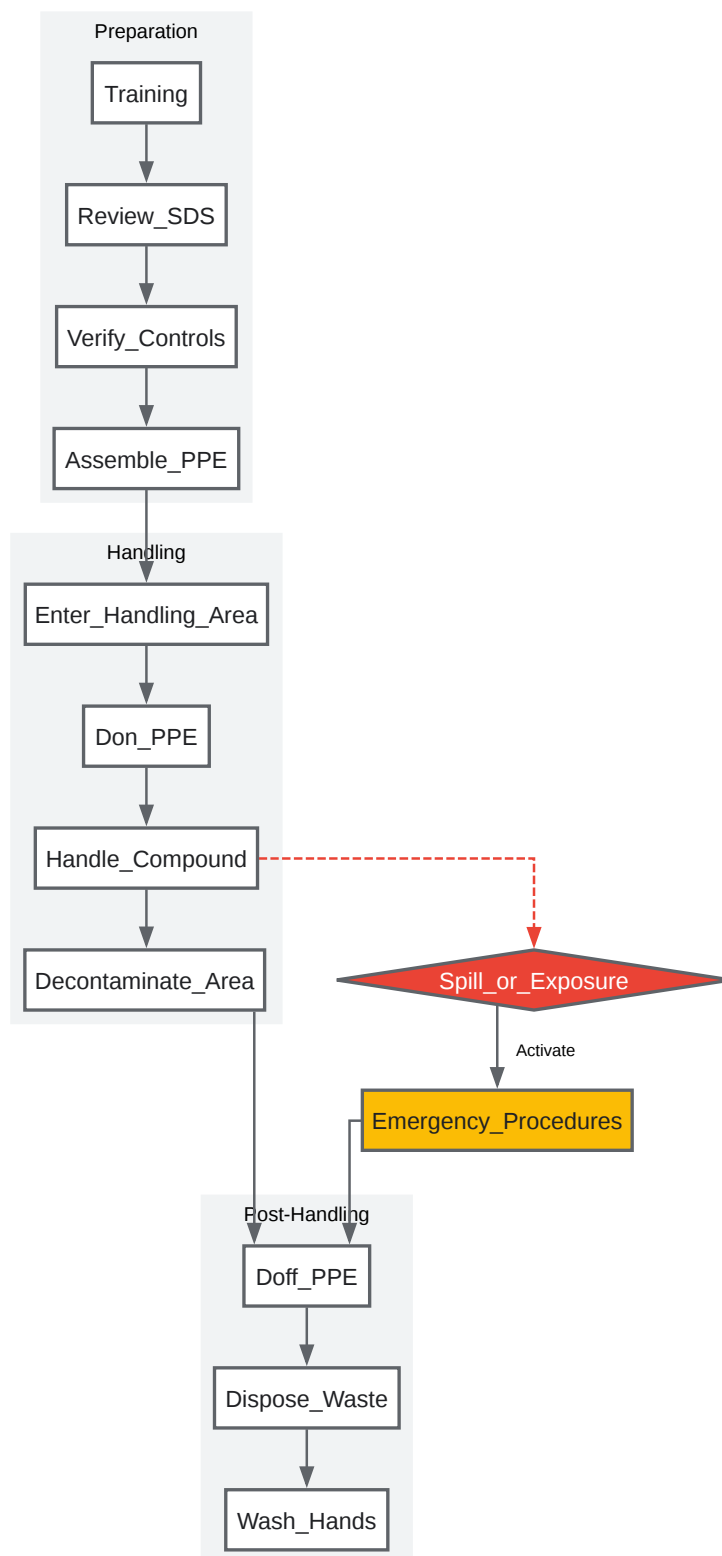 Preparation
Training
Review_SDS
Verify_Controls
Assemble_PPE
Handling
Enter_Handling_Area
Don_PPE
Handle_Compound
Decontaminate_Area
Spill_or_Exposure
Activate
Emergency_Procedures
Post-Handling
Doff_PPE
Dispose_Waste
Wash_Hands